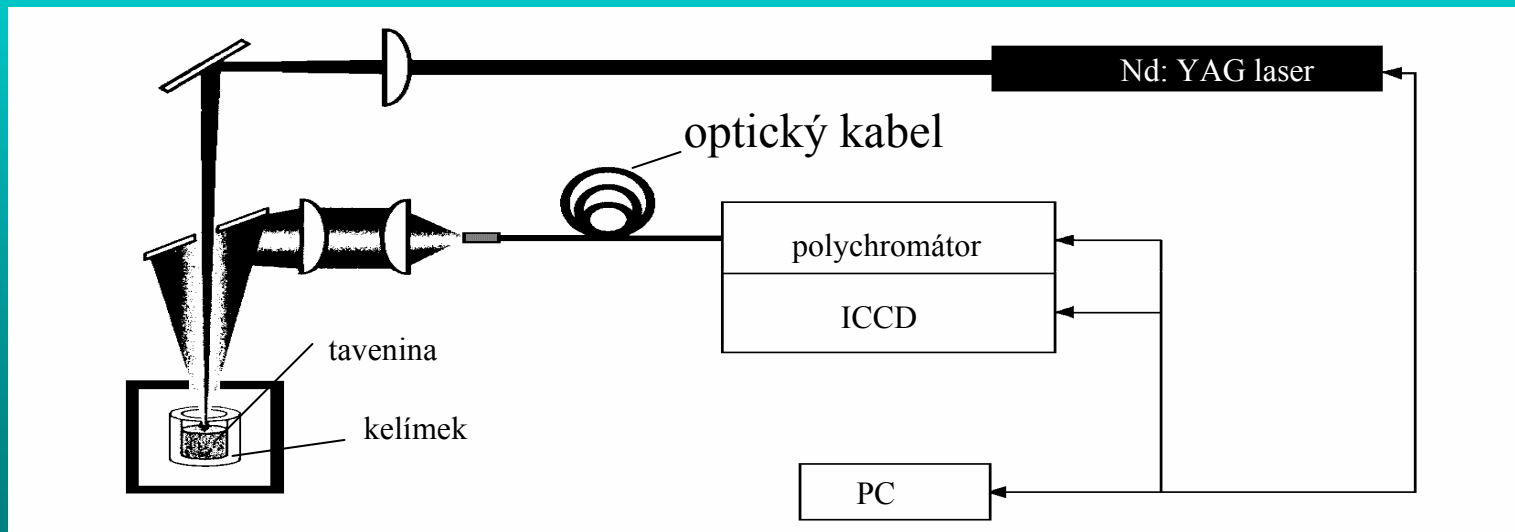 Nd: YAG laser
optický kabel
polychromátor
ICCD
tavenina
kelímek
PC